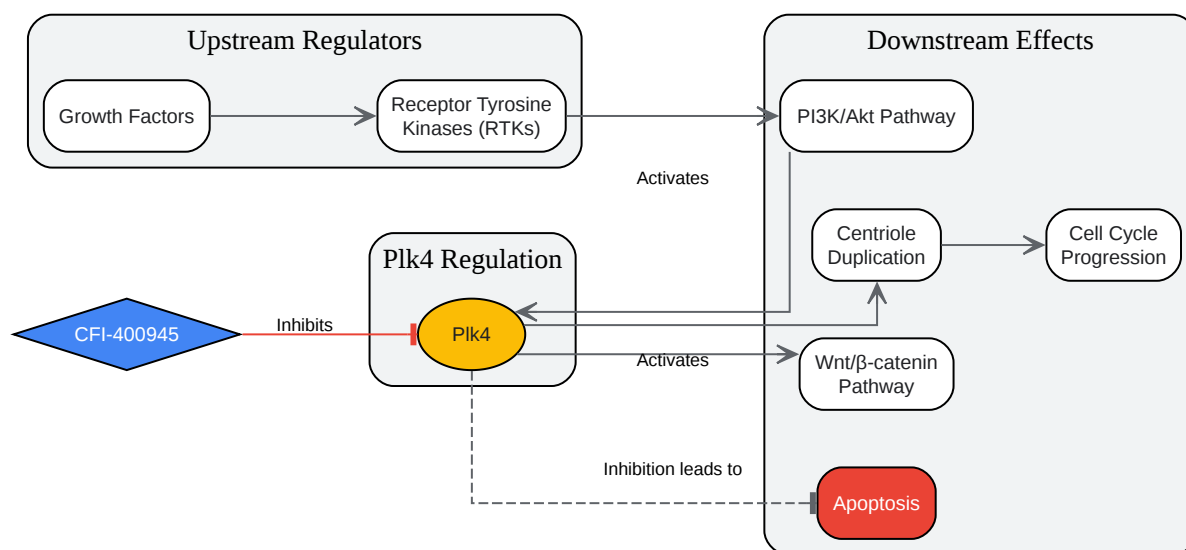 Upstream Regulators
Downstream Effects
Growth Factors
Receptor Tyrosine
Kinases (RTKs)
PI3K/Akt Pathway
Activates
Centriole
Duplication
Cell Cycle
Progression
Plk4 Regulation
CFI-400945
Inhibits
Plk4
Activates
Wnt/β-catenin
Pathway
Inhibition leads to
Apoptosis